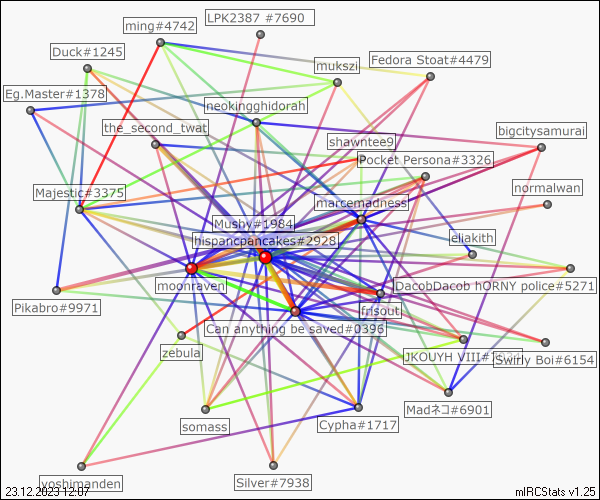 LPK2387 #7690
ming#4742
Duck#1245
mukszi
Fedora Stoat#4479
Eg.Master#1378
neokingghidorah
the_second_twat
bigcitysamurai
shawntee9
Pocket Persona#3326
Majestic#3375
normalwan
marcemadness
Mushy#1984
hispancpancakes#2928
eliakith
moonraven
DacobDacob hORNY police#5271
Pikabro#9971
frisout
Can anything be saved#0396
zebula
JKOUYH VIII#
Swirly Boi#6154
Madネコ#6901
somass
Cypha#1717
yoshimanden
Silver#7938
23.12.2023 12:07
mIRCStats v1.25